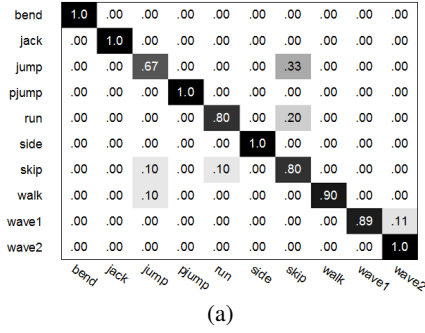 bend 1.0 .00 .00 .00 .00 .00 .00 .00 .00 .00
jack .00 1.0 .00 .00 .00 .00 .00 .00 .00 .00
jump .00 .00 .67 .00 .00 .00 .33 .00 .00 .00
pjump .00 .00 .00 1.0 .00 .00 .00 .00 .00 .00
run .00 .00 .00 .00 .80 .00 .20 .00 .00 .00
side .00 .00 .00 .00 .00 1.0 .00 .00 .00 .00
skip .00 .00 .10 .00 .10 .00 .80 .00 .00 .00
walk .00 .00 .10 .00 .00 .00 .00 .90 .00 .00
wave1 .00 .00 .00 .00 .00 .00 .00 .00 .89 .11
wave2 .00 .00 .00 .00 .00 .00 .00 .00 .00 1.0
bend jack jump pjump run side skip walk wave1 wave2
(a)